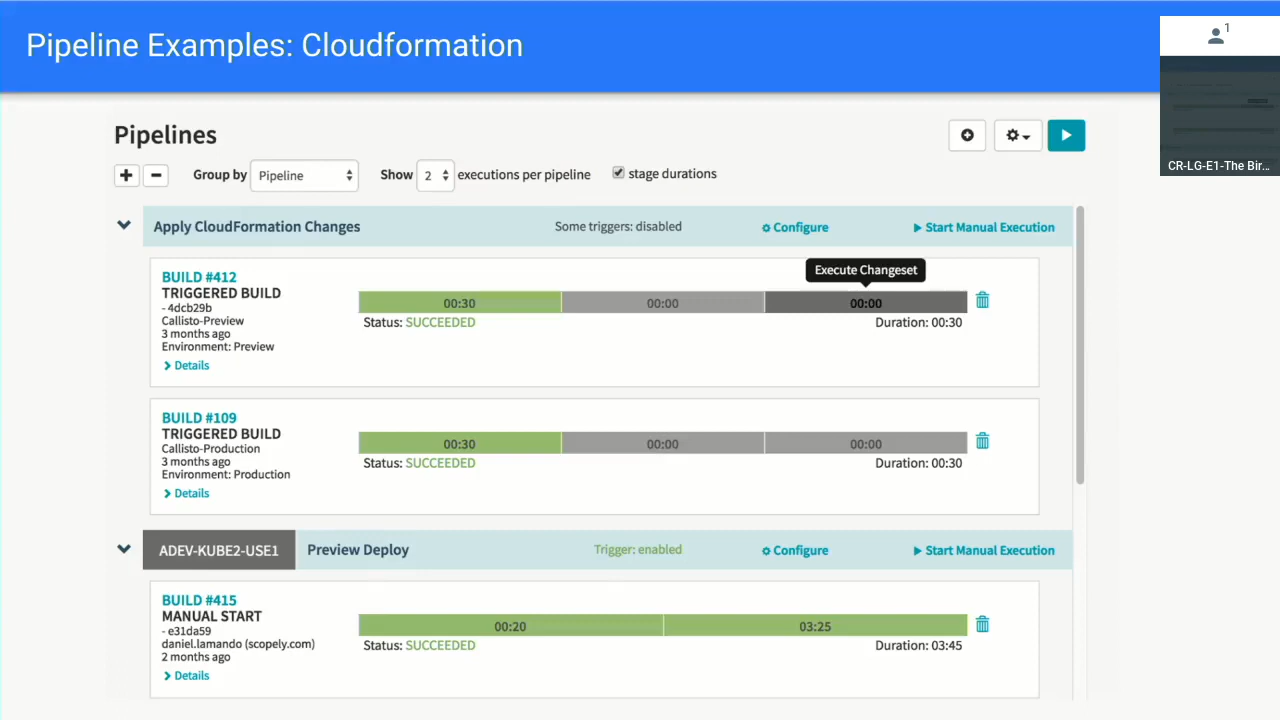 Pipeline Examples: Cloudformation
1
CR-LG-E1-The Bir...
Pipelines
Group by Pipeline Show 2 executions per pipeline stage durations
Apply CloudFormation Changes Some triggers: disabled Configure Start Manual Execution
Execute Changeset
BUILD #412
TRIGGERED BUILD
- 4dcb29b
Callisto-Preview
3 months ago
Environment: Preview
Details
00:30 00:00 00:00
Status: SUCCEEDED Duration: 00:30
BUILD #109
TRIGGERED BUILD
Callisto-Production
3 months ago
Environment: Production
Details
00:30 00:00 00:00
Status: SUCCEEDED Duration: 00:30
ADEV-KUBE2-USE1 Preview Deploy Trigger: enabled Configure Start Manual Execution
BUILD #415
MANUAL START
- e31da59
daniel.lamando (scopely.com)
2 months ago
Details
00:20 03:25
Status: SUCCEEDED Duration: 03:45